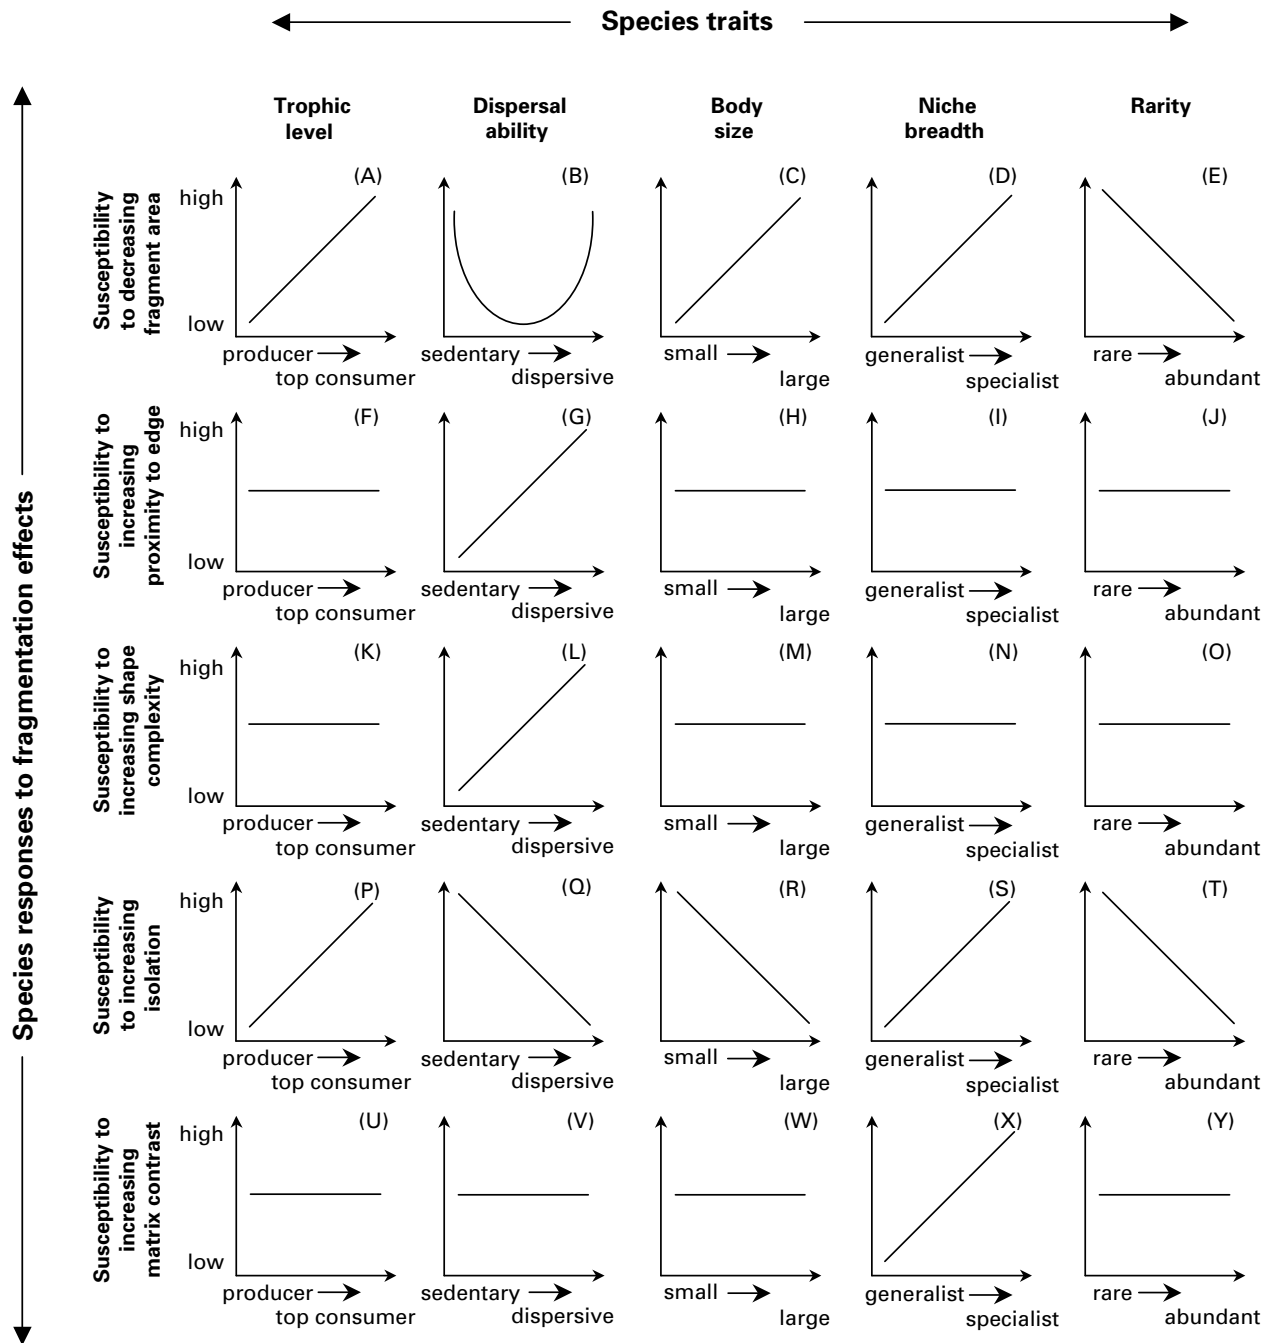 Species traits
Trophic
level
Dispersal
ability
Body
size
Niche
breadth
Rarity
Species responses to fragmentation effects
Susceptibility
to decreasing
fragment area
high
low
(A)
producer
top consumer
(B)
sedentary
dispersive
(C)
small
large
(D)
generalist
specialist
(E)
rare
abundant
Susceptibility to
increasing
proximity to edge
high
low
(F)
producer
top consumer
(G)
sedentary
dispersive
(H)
small
large
(I)
generalist
specialist
(J)
rare
abundant
Susceptibility to
increasing shape
complexity
high
low
(K)
producer
top consumer
(L)
sedentary
dispersive
(M)
small
large
(N)
generalist
specialist
(O)
rare
abundant
Susceptibility
to increasing
isolation
high
low
(P)
producer
top consumer
(Q)
sedentary
dispersive
(R)
small
large
(S)
generalist
specialist
(T)
rare
abundant
Susceptibility to
increasing
matrix contrast
high
low
(U)
producer
top consumer
(V)
sedentary
dispersive
(W)
small
large
(X)
generalist
specialist
(Y)
rare
abundant